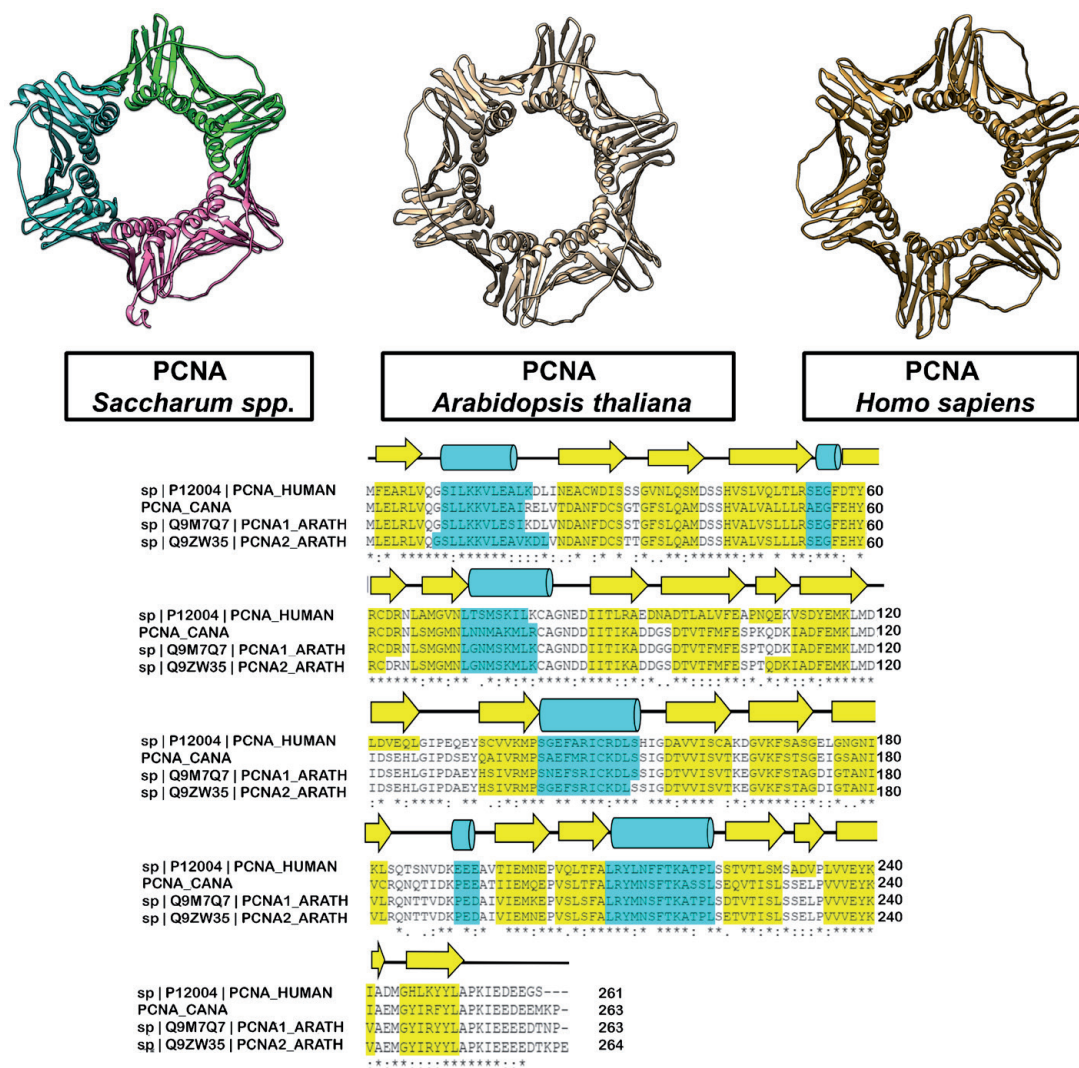 PCNA
Saccharum spp.
PCNA
Arabidopsis thaliana
PCNA
Homo sapiens
sp | P12004 | PCNA_HUMAN MFEARLVQGSILKKVLEALKDLINEACWDISSSGVNLQSMDSSHVSLVQLTLRSEGFDTY 60
PCNA_CANA MLELRLVQGSLLKKVLEAIRELVTDANFDCSGTGFSLQAMDSSHVALVALLLRAEGFEHY 60
sp | Q9M7Q7 | PCNA1_ARATH MLELRLVQGSLLKKVLESIKDLVNDANFDCSSTGFSLQAMDSSHVALVSLLLRSEGFEHY 60
sp | Q9ZW35 | PCNA2_ARATH MLELRLVQGSLLKKVLEAVKDLVNDANFDCSTTGFSLQAMDSSHVALVSLLLRSEGFEHY 60
sp | P12004 | PCNA_HUMAN RCDRNLAMGVNLTSMSKILKCAGNEDIITLRAEDNADTLALVFEAPNQEKVSDYEMKLMD 120
PCNA_CANA RCDRNLSMGMNLNNMAKMLRCAGNDDIITIKADDGSDTVTFMFESPKQDKIADFEMKLMD 120
sp | Q9M7Q7 | PCNA1_ARATH RCDRNLSMGMNLGNMSKMLKCAGNDDIITIKADDGGDTVTFMFESPTQDKIADFEMKLMD 120
sp | Q9ZW35 | PCNA2_ARATH RCDRNLSMGMNLGNMSKMLKCAGNDDIITIKADDGSDTVTFMFESPTQDKIADFEMKLMD 120
sp | P12004 | PCNA_HUMAN LDVEQLGIPEQEYSCVVKMPSGEFARICRDLSHIGDAVVISCAKDGVKFSASGELGNGNI 180
PCNA_CANA IDSEHLGIPDAEYQAIVRMPSAEFMRICKDLSSIGDTVVISVTKEGVKFSTSGEIGSANI 180
sp | Q9M7Q7 | PCNA1_ARATH IDSEHLGIPDAEYHSIVRMPSNEFSRICKDLSSIGDTVVISVTKEGVKFSTAGDIGTANI 180
sp | Q9ZW35 | PCNA2_ARATH IDSEHLGIPDAEYHSIVRMPSGEFSRICKDLSSIGDTVVISVTKEGVKFSTAGDIGTANI 180
sp | P12004 | PCNA_HUMAN KLSQTSNVDKEEEAVTIEMNEPVQLTFALRYLNFFTKATPLSSTVTLSMSADVPLVVEYK 240
PCNA_CANA VCRQNQTIDKPEEATIIEMQEPVSLTFALRYMNSFTKASSLSEQVTISLSSELPVVVEYK 240
sp | Q9M7Q7 | PCNA1_ARATH VLRQNTTVDKPEDAIVIEMKEPVSLSFALRYMNSFTKATPLSDTVTISLSSELPVVVEYK 240
sp | Q9ZW35 | PCNA2_ARATH VLRQNTTVDKPEDAIVIEMNEPVSLSFALRYMNSFTKATPLSETVTISLSSELPVVVEYK 240
sp | P12004 | PCNA_HUMAN IADMGHLKYYLAPKIEDEEGS--- 261
PCNA_CANA IAEMGYIRFYLAPKIEEDEEMKP- 263
sp | Q9M7Q7 | PCNA1_ARATH VAEMGYIRYYLAPKIEEEEDTNP- 263
sp | Q9ZW35 | PCNA2_ARATH VAEMGYIRYYLAPKIEEEEDTKPE 264